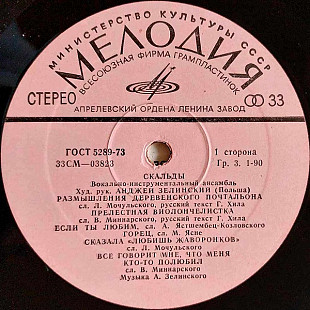 МИНИСТЕРСТВО КУЛЬТУРЫ СССР
МЕЛОДИЯ
ВСЕСОЮЗНАЯ ФИРМА ГРАМПЛАСТИНОК
СТЕРЕО
33
АПРЕЛЕВСКИЙ ОРДЕНА ЛЕНИНА ЗАВОД
ГОСТ 5289-73
1 сторона
33СМ—03823
Гр. 3. 1-90
СКАЛЬДЫ
Вокально-инструментальный ансамбль
Худ. рук. АНДЖЕЙ ЗЕЛИНСКИЙ (Польша)
РАЗМЫШЛЕНИЯ ДЕРЕВЕНСКОГО ПОЧТАЛЬОНА
сл. Л. Мочульского, русский текст Г. Хила
ПРЕЛЕСТНАЯ ВИОЛОНЧЕЛИСТКА
сл. В. Миннарского, русский текст Г. Хила
ЕСЛИ ТЫ ЛЮБИМ, сл. А. Ястшембец-Козловского
ГОРЕЦ, сл. М. Ясне
СКАЗАЛА «ЛЮБИШЬ ЖАВОРОНКОВ»
сл. Л. Мочульского
ВСЕ ГОВОРИТ МНЕ, ЧТО МЕНЯ
КТО-ТО ПОЛЮБИЛ
сл. В. Миннарского
Музыка А. Зелинского